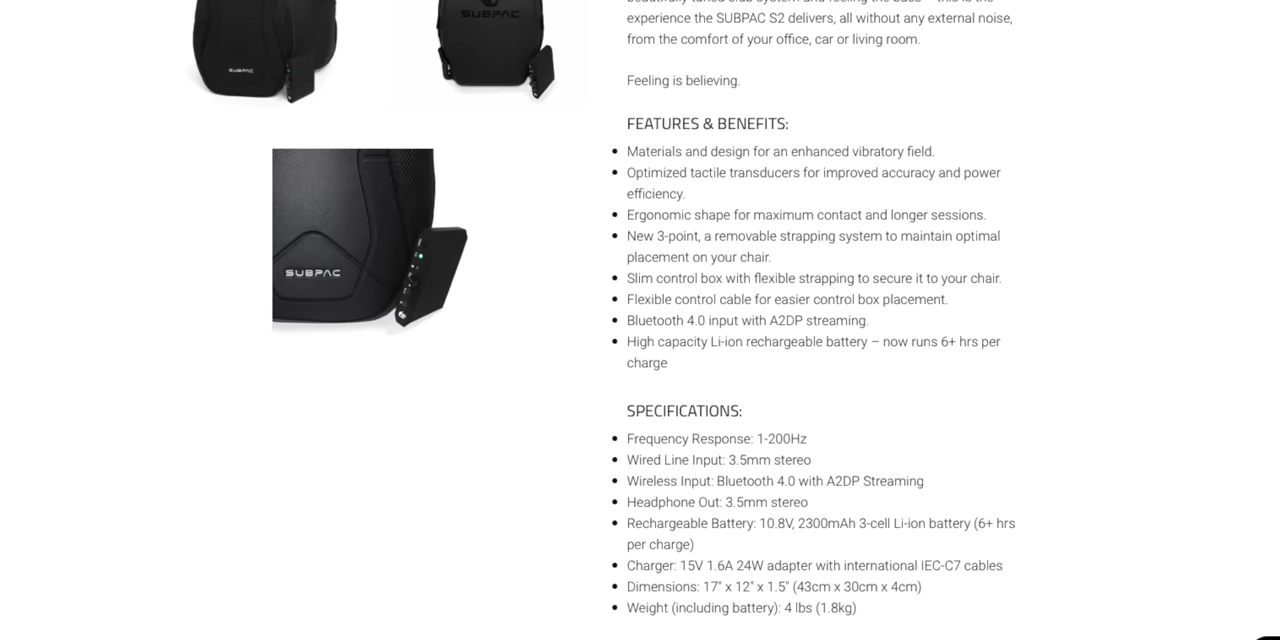 SUBPAC
SUBPAC
SUBPAC
experience the SUBPAC S2 delivers, all without any external noise,
from the comfort of your office, car or living room.
Feeling is believing.
FEATURES & BENEFITS:
Materials and design for an enhanced vibratory field.
Optimized tactile transducers for improved accuracy and power
efficiency.
Ergonomic shape for maximum contact and longer sessions.
New 3-point, a removable strapping system to maintain optimal
placement on your chair.
Slim control box with flexible strapping to secure it to your chair.
Flexible control cable for easier control box placement.
Bluetooth 4.0 input with A2DP streaming.
High capacity Li-ion rechargeable battery – now runs 6+ hrs per
charge
SPECIFICATIONS:
Frequency Response: 1-200Hz
Wired Line Input: 3.5mm stereo
Wireless Input: Bluetooth 4.0 with A2DP Streaming
Headphone Out: 3.5mm stereo
Rechargeable Battery: 10.8V, 2300mAh 3-cell Li-ion battery (6+ hrs
per charge)
Charger: 15V 1.6A 24W adapter with international IEC-C7 cables
Dimensions: 17" x 12" x 1.5" (43cm x 30cm x 4cm)
Weight (including battery): 4 lbs (1.8kg)